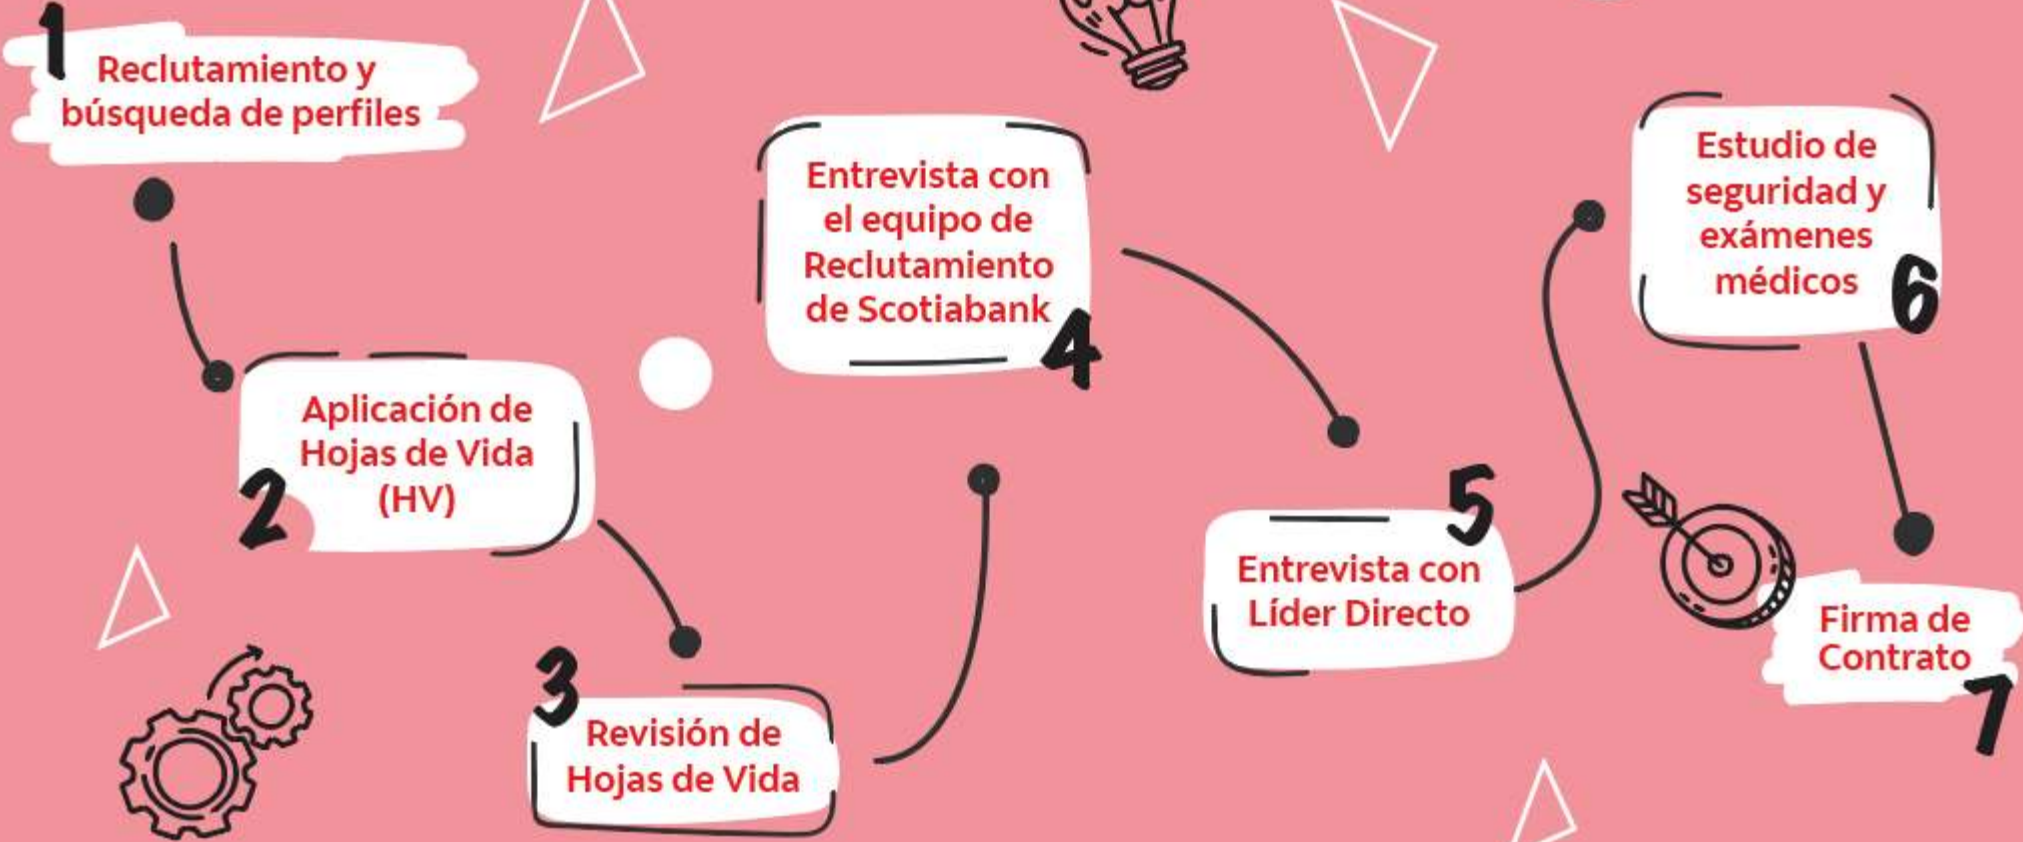 1
Reclutamiento y
búsqueda de perfiles
Aplicación de
Hojas de Vida
(HV)
2
3
Revisión de
Hojas de Vida
Entrevista con
el equipo de
Reclutamiento
de Scotiabank
4
5
Entrevista con
Líder Directo
Estudio de
seguridad y
exámenes
médicos
6
Firma de
Contrato
7